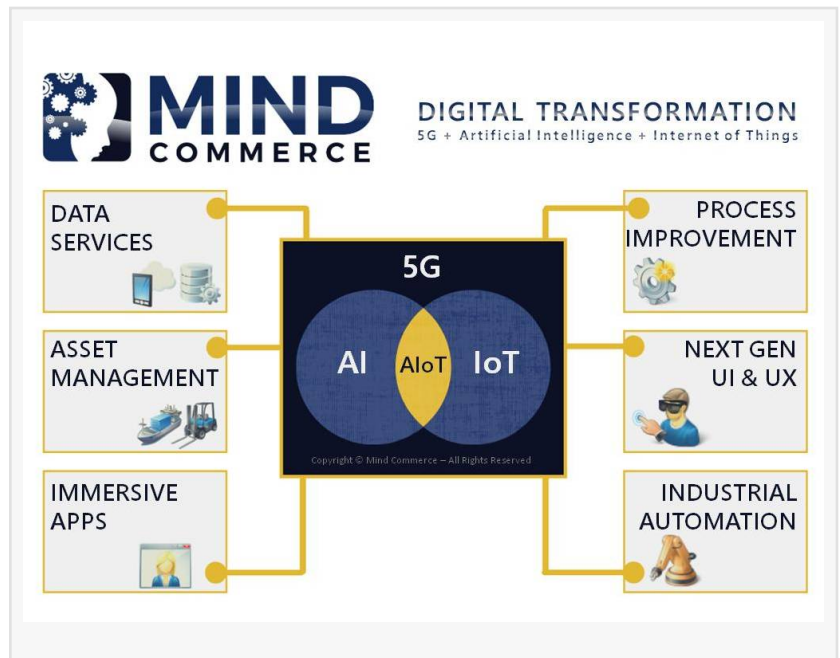 MIND
COMMERCE
DIGITAL TRANSFORMATION
5G + Artificial Intelligence + Internet of Things
DATA
SERVICES
ASSET
MANAGEMENT
IMMERSIVE
APPS
5G
AI
AIoT
IoT
Copyright © Mind Commerce – All Rights Reserved
PROCESS
IMPROVEMENT
NEXT GEN
UI & UX
INDUSTRIAL
AUTOMATION